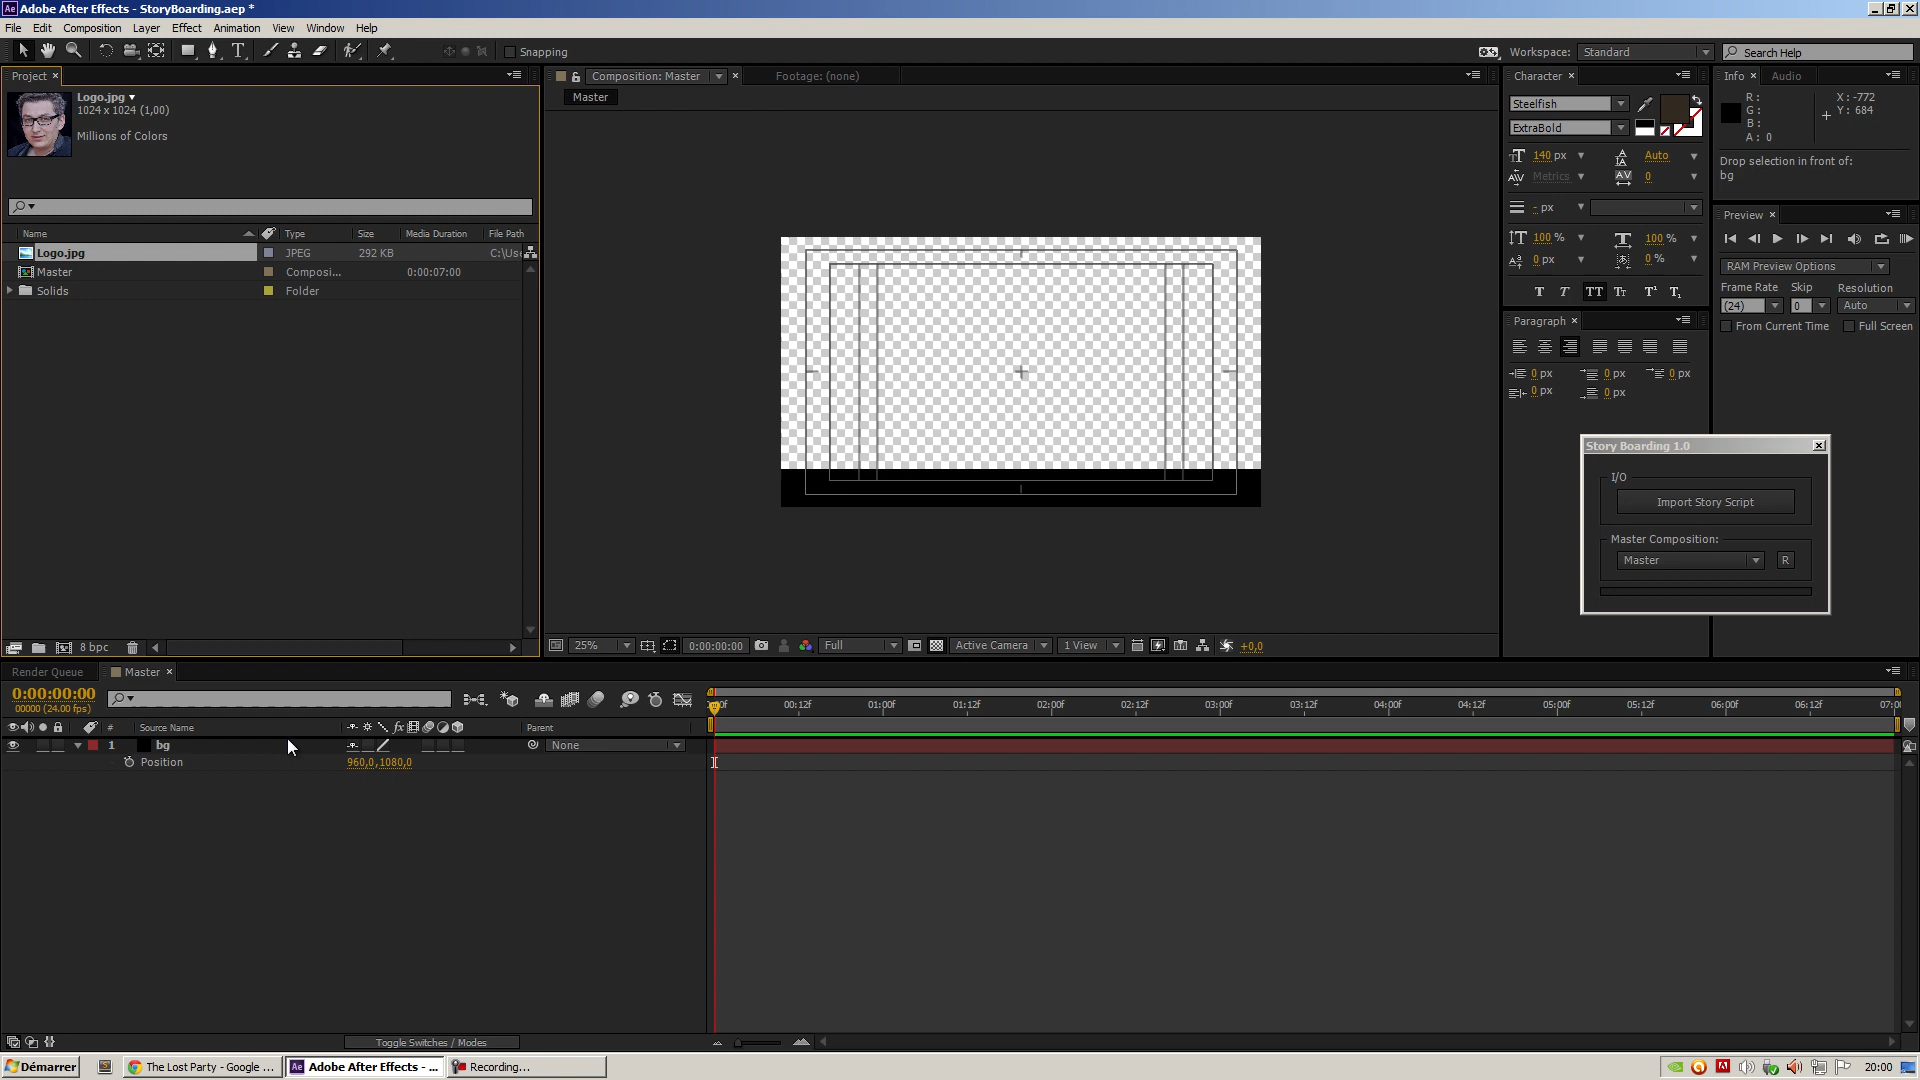 Adobe After Effects - StoryBoarding.aep *
File Edit Composition Layer Effect Animation View Window Help
Snapping
Workspace: Standard
Search Help
Project
Logo.jpg
1024 x 1024 (1,00)
Millions of Colors
Name Type Size Media Duration File Path
Logo.jpg JPEG 292 KB C:\Use
Master Composi... 0:00:07:00
Solids Folder
8 bpc
Composition: Master
Footage: (none)
Master
25% 0:00:00:00 Full Active Camera 1 View +0,0
Character
Steelfish
ExtraBold
140 px Auto
Metrics 0
- px
100 % 100 %
0 px 0 %
T T TT Tt T¹ T₁
Paragraph
0 px 0 px 0 px
0 px 0 px
Info Audio
R : X : -772
G : Y : 684
B :
A : 0
Drop selection in front of:
bg
Preview
RAM Preview Options
Frame Rate Skip Resolution
(24) 0 Auto
From Current Time Full Screen
Story Boarding 1.0
I/O
Import Story Script
Master Composition:
Master R
Render Queue Master
0:00:00:00
00000 (24.00 fps)
00:12f 01:00f 01:12f 02:00f 02:12f 03:00f 03:12f 04:00f 04:12f 05:00f 05:12f 06:00f 06:12f 07:00
# Source Name Parent
1 bg None
Position 960,0,1080,0
Toggle Switches / Modes
Démarrer
The Lost Party - Google ...
Adobe After Effects - ...
Recording...
20:00